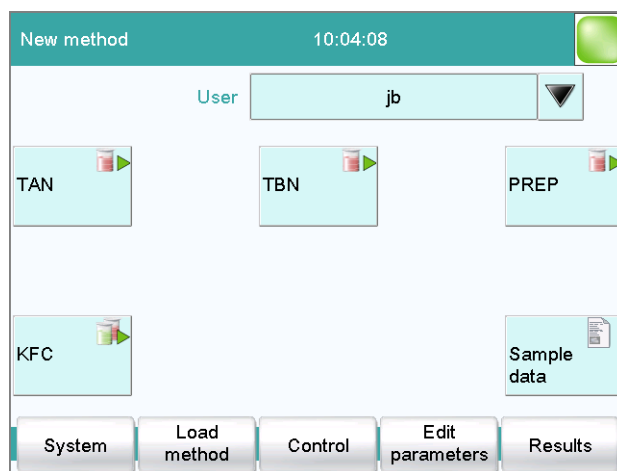 New method 10:04:08
User jb
TAN TBN PREP
KFC Sample
data
System Load
method Control Edit
parameters Results